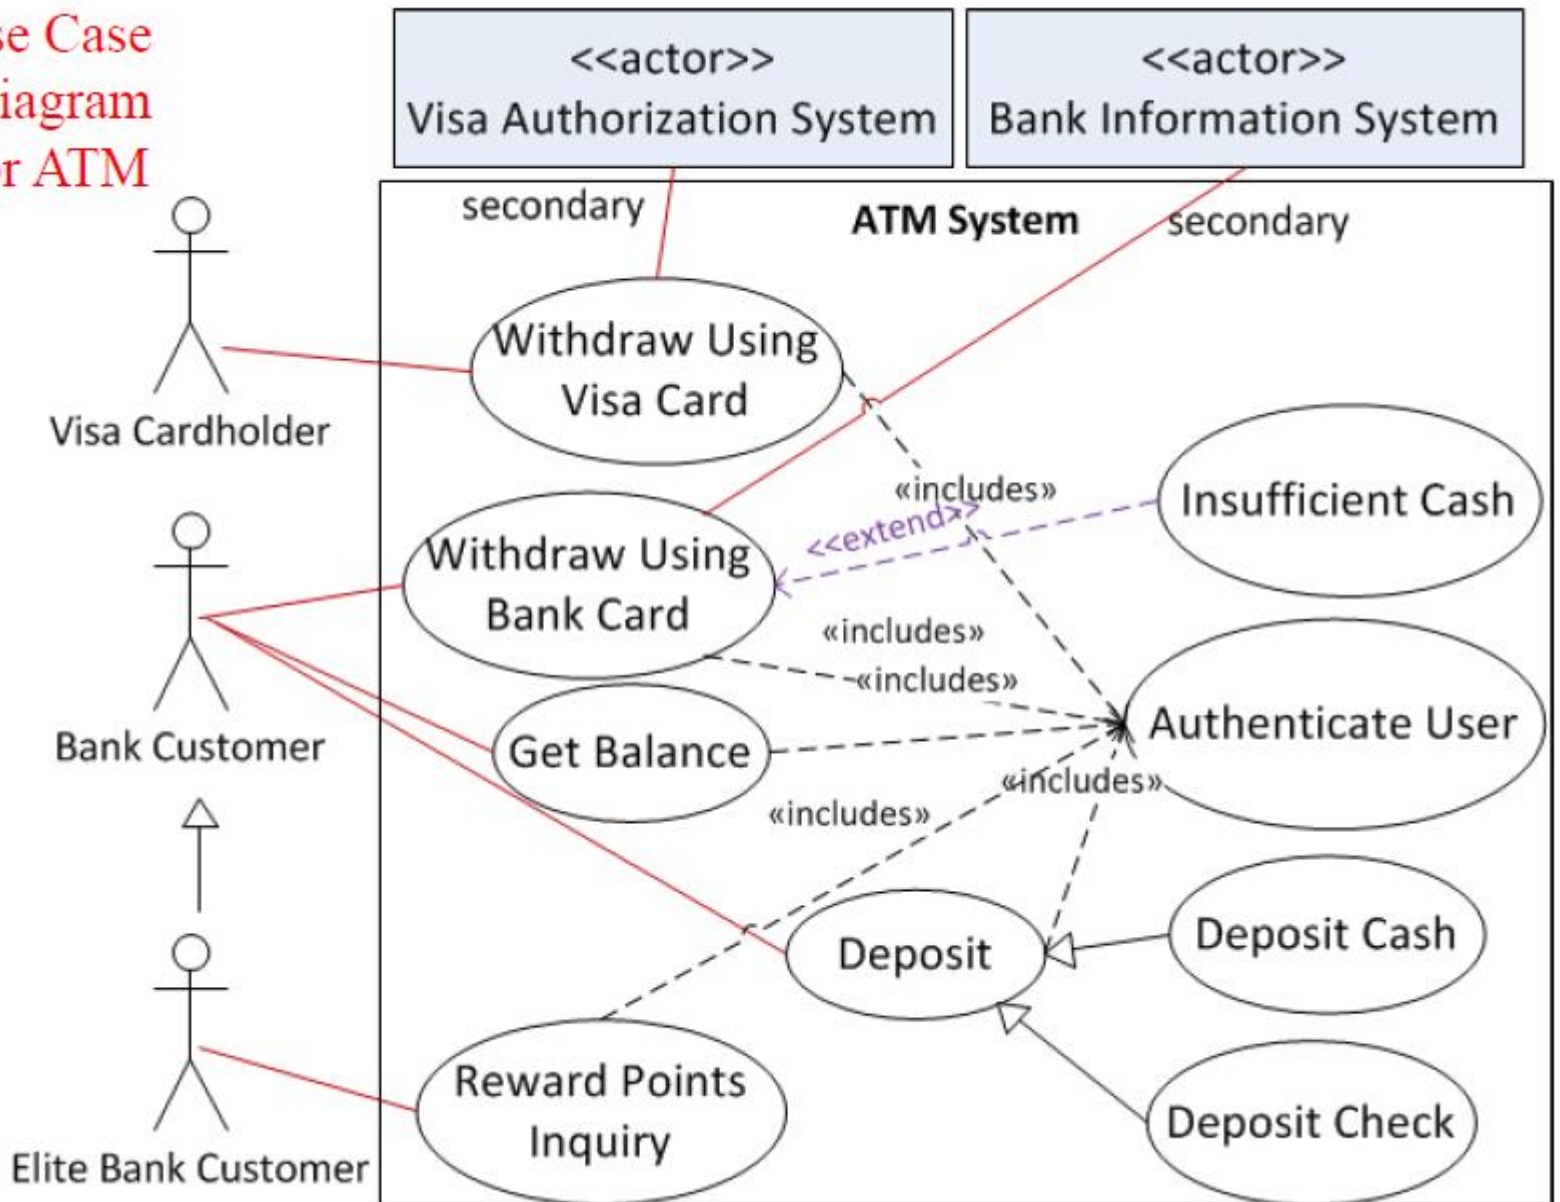 se Case
iagram
or ATM
<<actor>>
Visa Authorization System
<<actor>>
Bank Information System
secondary
ATM System
secondary
Withdraw Using
Visa Card
Visa Cardholder
«includes»
<<extend>>
Insufficient Cash
Withdraw Using
Bank Card
«includes»
«includes»
Bank Customer
Get Balance
Authenticate User
«includes»
«includes»
Deposit
Deposit Cash
Reward Points
Inquiry
Deposit Check
Elite Bank Customer